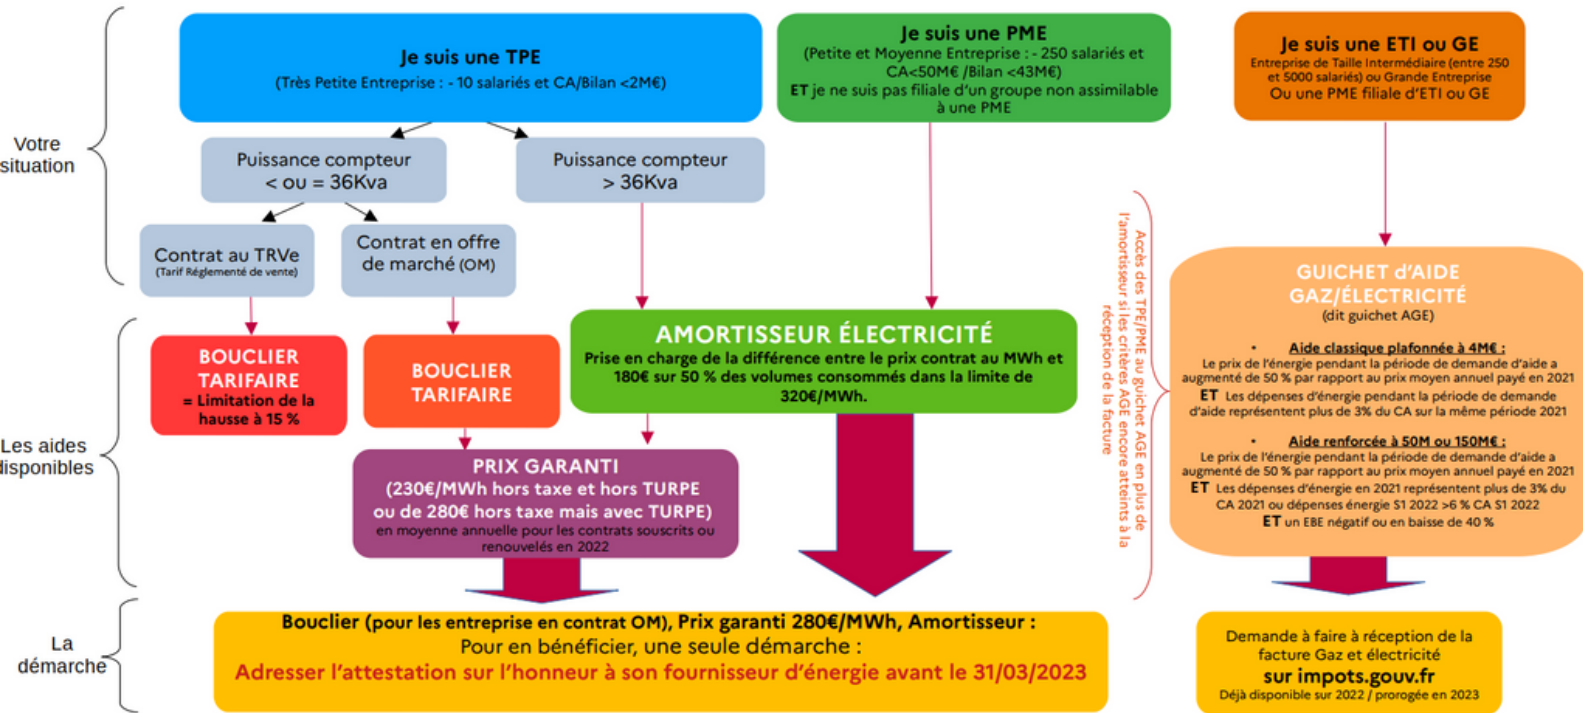 Je suis une TPE
(Très Petite Entreprise : - 10 salariés et CA/Bilan <2M€)
Je suis une PME
(Petite et Moyenne Entreprise : - 250 salariés et
CA<50M€ /Bilan <43M€)
ET je ne suis pas filiale d'un groupe non assimilable
à une PME
Je suis une ETI ou GE
Entreprise de Taille Intermédiaire (entre 250
et 5000 salariés) ou Grande Entreprise
Ou une PME filiale d'ETI ou GE
Votre
situation
Puissance compteur
< ou = 36Kva
Puissance compteur
> 36Kva
Contrat au TRVe
(Tarif Réglementé de vente)
Contrat en offre
de marché (OM)
Les aides
disponibles
BOUCLIER
TARIFAIRE
= Limitation de la
hausse à 15 %
BOUCLIER
TARIFAIRE
AMORTISSEUR ÉLECTRICITÉ
Prise en charge de la différence entre le prix contrat au MWh et
180€ sur 50 % des volumes consommés dans la limite de
320€/MWh.
PRIX GARANTI
(230€/MWh hors taxe et hors TURPE
ou de 280€ hors taxe mais avec TURPE)
en moyenne annuelle pour les contrats souscrits ou
renouvelés en 2022
Accès des TPE/PME au guichet AGE en plus de
l'amortisseur si les critères AGE encore atteints à la
réception de la facture
GUICHET d'AIDE
GAZ/ÉLECTRICITÉ
(dit guichet AGE)
• Aide classique plafonnée à 4M€ :
Le prix de l'énergie pendant la période de demande d'aide a
augmenté de 50 % par rapport au prix moyen annuel payé en 2021
ET Les dépenses d'énergie pendant la période de demande
d'aide représentent plus de 3% du CA sur la même période 2021
• Aide renforcée à 50M ou 150M€ :
Le prix de l'énergie pendant la période de demande d'aide a
augmenté de 50 % par rapport au prix moyen annuel payé en 2021
ET Les dépenses d'énergie en 2021 représentent plus de 3% du
CA 2021 ou dépenses énergie S1 2022 >6 % CA S1 2022
ET un EBE négatif ou en baisse de 40 %
La
démarche
Bouclier (pour les entreprise en contrat OM), Prix garanti 280€/MWh, Amortisseur :
Pour en bénéficier, une seule démarche :
Adresser l'attestation sur l'honneur à son fournisseur d'énergie avant le 31/03/2023
Demande à faire à réception de la
facture Gaz et électricité
sur impots.gouv.fr
Déjà disponible sur 2022 / prorogée en 2023